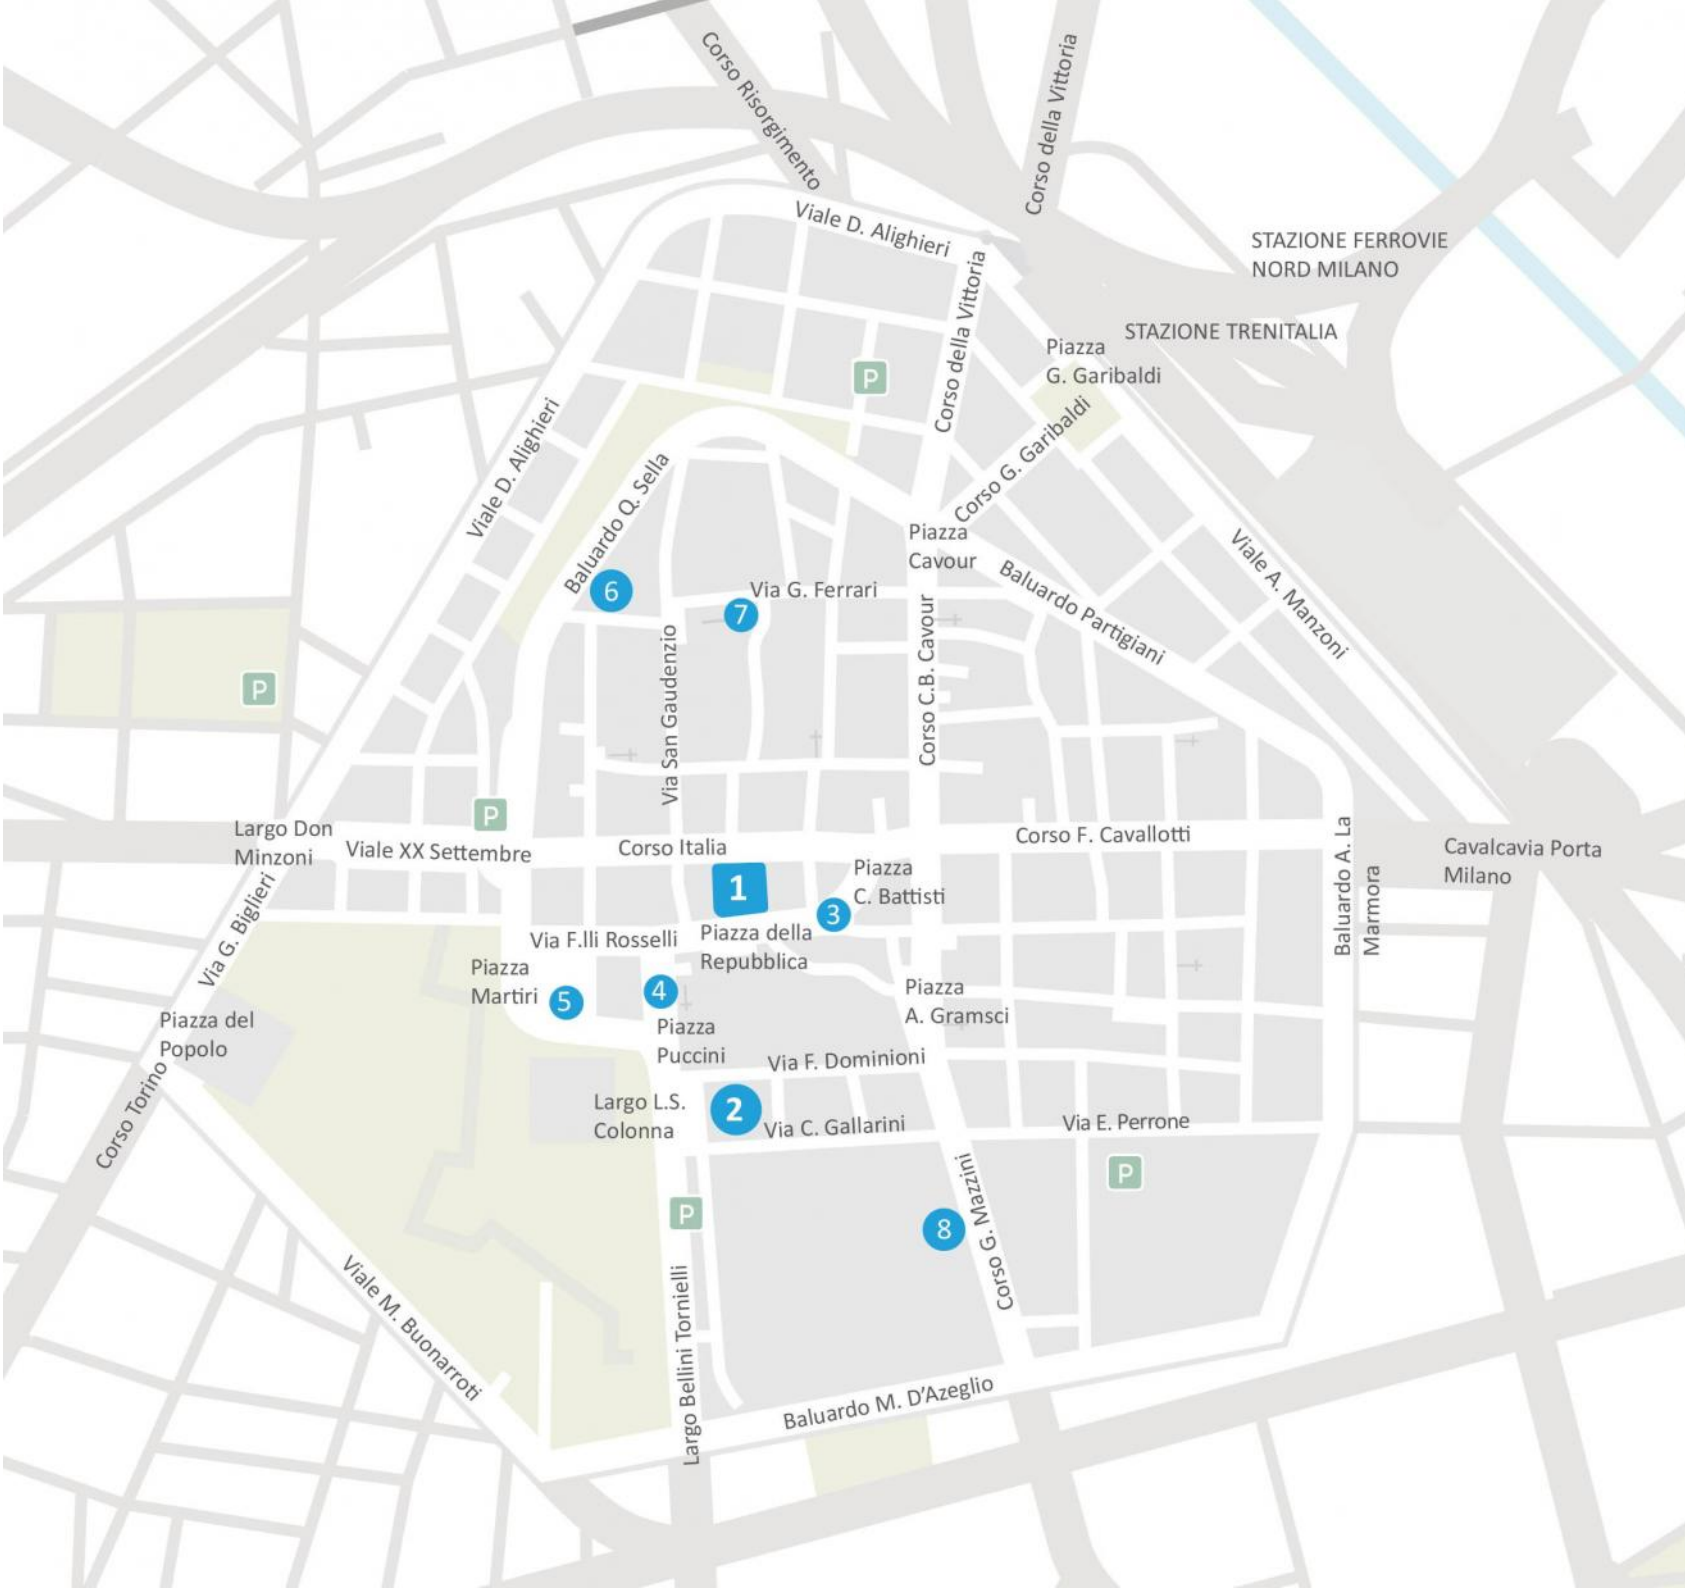 Corso Risorgimento
Corso della Vittoria
Viale D. Alighieri
STAZIONE FERROVIE
NORD MILANO
STAZIONE TRENITALIA
Corso della Vittoria
Piazza
G. Garibaldi
P
Viale D. Alighieri
Corso G. Garibaldi
Baluardo Q. Sella
Piazza
Cavour
Viale A. Manzoni
6
Via G. Ferrari
7
Baluardo Partigiani
P
Via San Gaudenzio
Corso C.B. Cavour
P
Largo Don
Minzoni
Viale XX Settembre
Corso Italia
Corso F. Cavallotti
Baluardo A. La
Marmora
Cavalcavia Porta
Milano
1
Piazza
C. Battisti
3
Via G. Biglieri
Via F.lli Rosselli
Piazza della
Repubblica
Piazza
Martiri
5
4
Piazza
A. Gramsci
Piazza del
Popolo
Piazza
Puccini
Via F. Dominioni
Corso Torino
Largo L.S.
Colonna
2
Via C. Gallarini
Via E. Perrone
P
P
8
Corso G. Mazzini
Viale M. Buonarroti
Largo Bellini Tornielli
Baluardo M. D'Azeglio